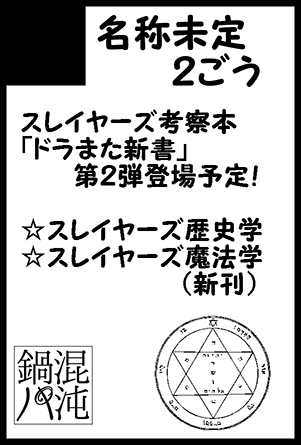 名称未定
2ごう
スレイヤーズ考察本
「ドラまた新書」
第2弾登場予定!
☆スレイヤーズ歴史学
☆スレイヤーズ魔法学
(新刊)
混沌
鍋パ